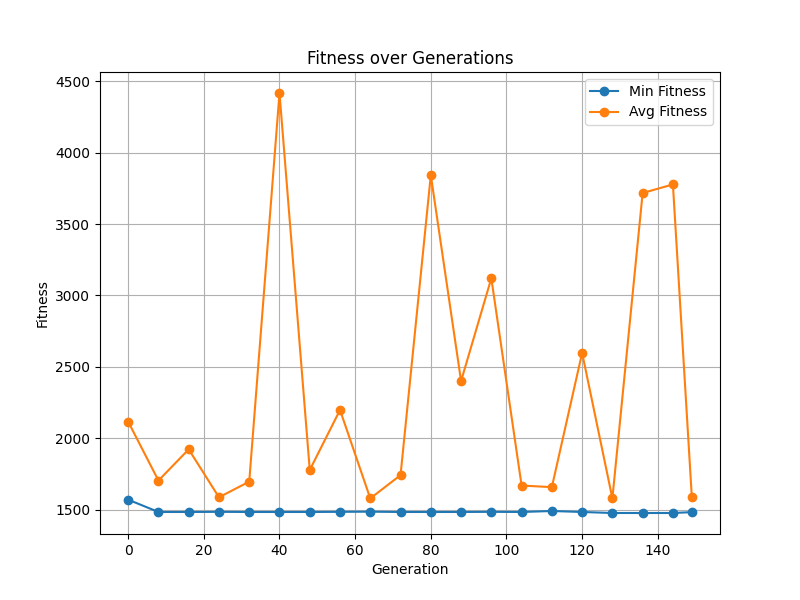 Fitness over Generations
Min Fitness
Avg Fitness
4500
4000
3500
3000
2500
2000
1500
Fitness
0 20 40 60 80 100 120 140
Generation